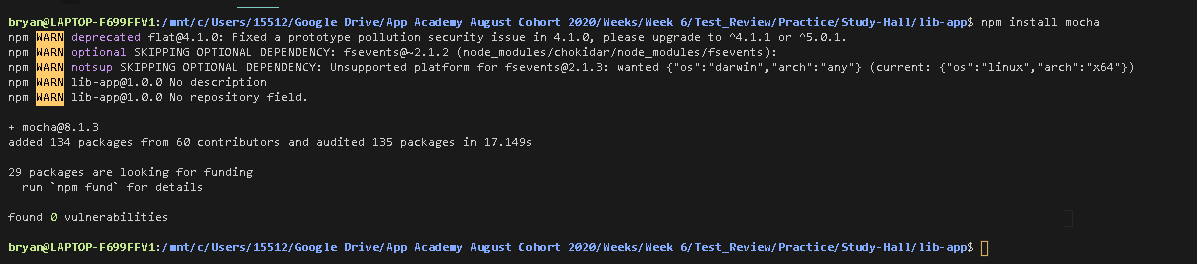 bryan@LAPTOP-F699FFV1:/mnt/c/Users/15512/Google Drive/App Academy August Cohort 2020/Weeks/Week 6/Test_Review/Practice/Study-Hall/lib-app$ npm install mocha
npm WARN deprecated flat@4.1.0: Fixed a prototype pollution security issue in 4.1.0, please upgrade to ^4.1.1 or ^5.0.1.
npm WARN optional SKIPPING OPTIONAL DEPENDENCY: fsevents@~2.1.2 (node_modules/chokidar/node_modules/fsevents):
npm WARN notsup SKIPPING OPTIONAL DEPENDENCY: Unsupported platform for fsevents@2.1.3: wanted {"os":"darwin","arch":"any"} (current: {"os":"linux","arch":"x64"})
npm WARN lib-app@1.0.0 No description
npm WARN lib-app@1.0.0 No repository field.
+ mocha@8.1.3
added 134 packages from 60 contributors and audited 135 packages in 17.149s
29 packages are looking for funding
run `npm fund` for details
found 0 vulnerabilities
bryan@LAPTOP-F699FFV1:/mnt/c/Users/15512/Google Drive/App Academy August Cohort 2020/Weeks/Week 6/Test_Review/Practice/Study-Hall/lib-app$